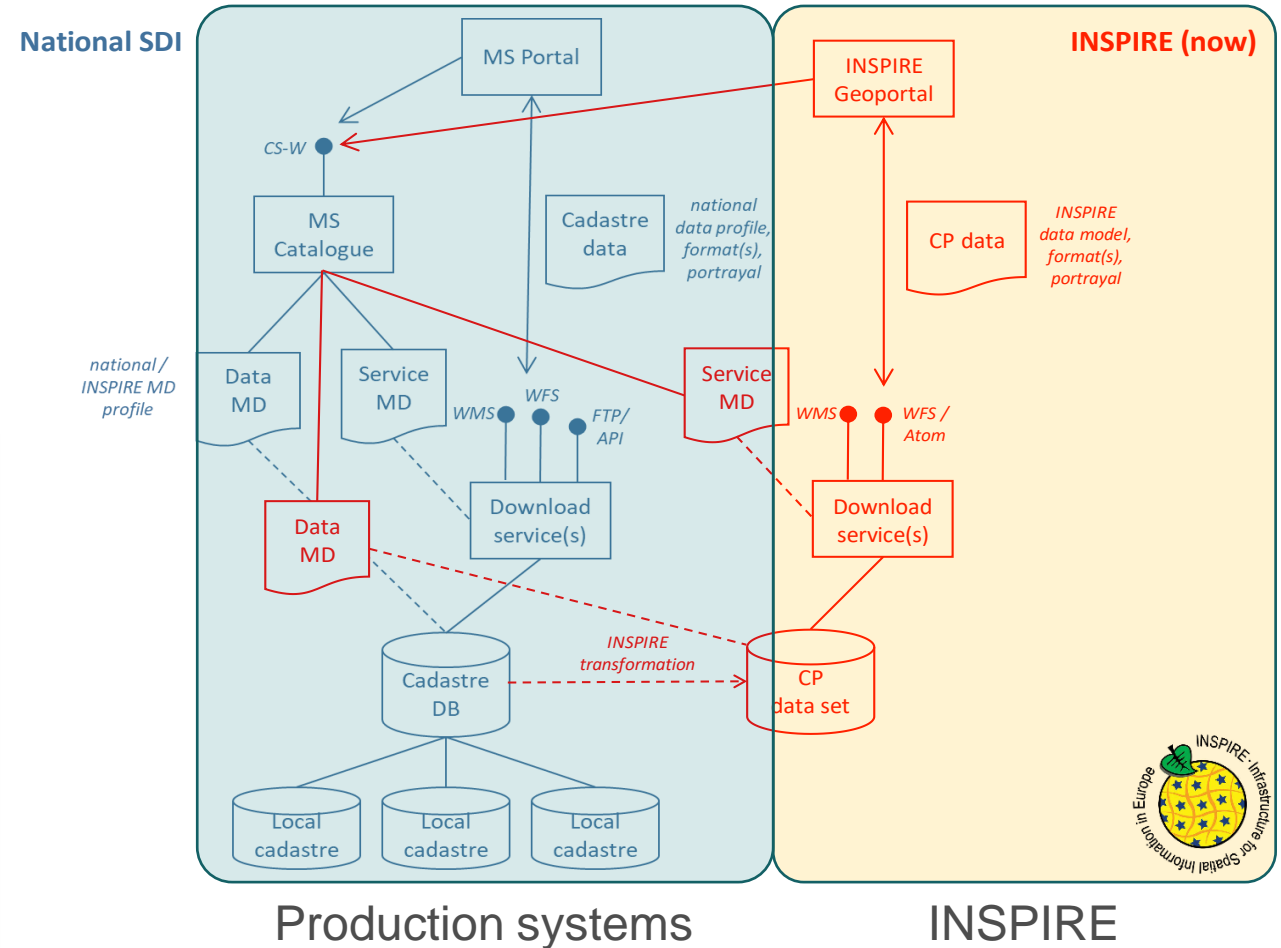 National SDI
INSPIRE (now)
MS Portal
INSPIRE
Geoportal
CS-W
MS
Catalogue
Cadastre
data
national
data profile,
format(s),
portrayal
CP data
INSPIRE
data model,
format(s),
portrayal
national /
INSPIRE MD
profile
Data
MD
Service
MD
WMS
WFS
FTP/
API
Service
MD
WMS
WFS /
Atom
Data
MD
Download
service(s)
Download
service(s)
INSPIRE
transformation
Cadastre
DB
CP
data set
Local
cadastre
Local
cadastre
Local
cadastre
INSPIRE · Infrastructure for Spatial Information in Europe
Production systems
INSPIRE